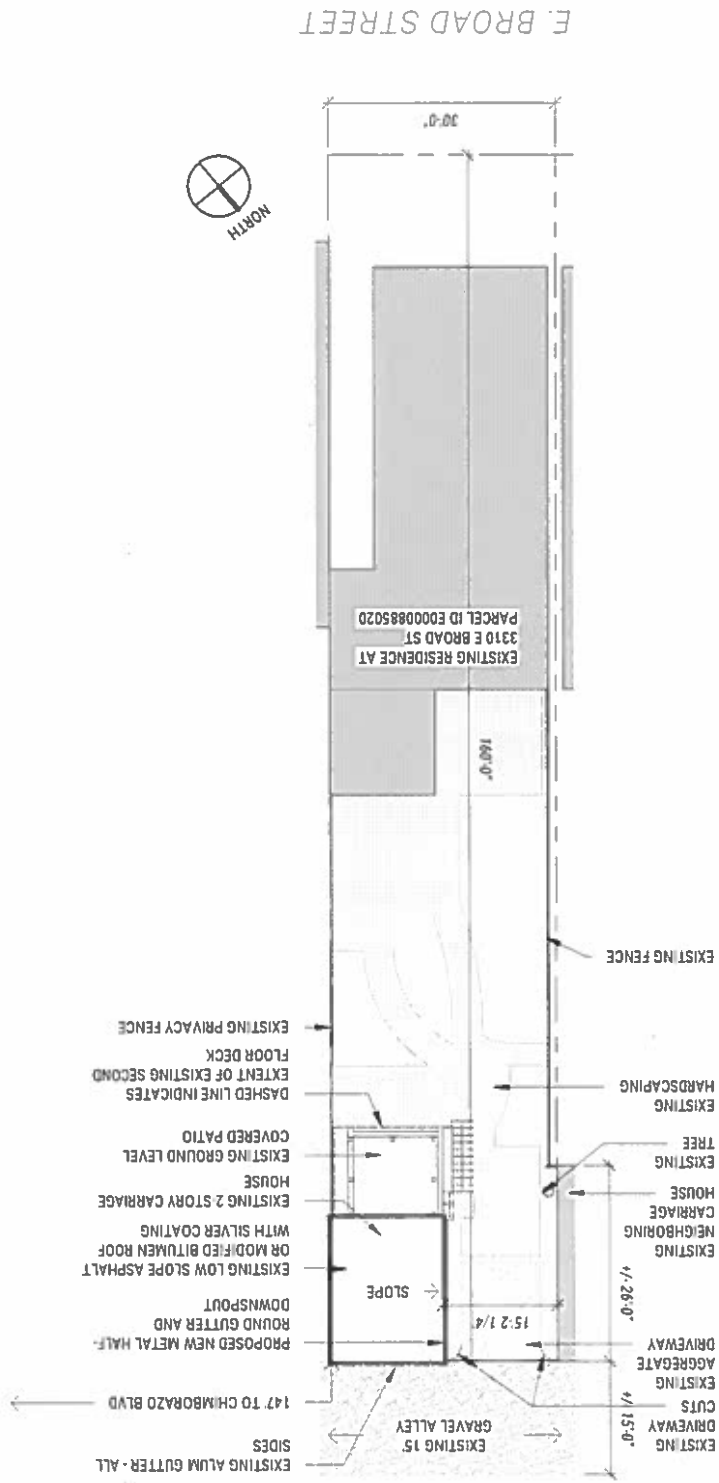 EXISTING ALUM GUTTER - ALL
SIDES
147' TO CHIMBORAZO BLVD
PROPOSED NEW METAL HALF-
ROUND GUTTER AND
DOWNSPOUT
EXISTING LOW SLOPE ASPHALT
OR MODIFIED BITUMEN ROOF
WITH SILVER COATING
EXISTING 2-STORY CARRIAGE
HOUSE
EXISTING GROUND LEVEL
COVERED PATIO
DASHED LINE INDICATES
EXTENT OF EXISTING SECOND
FLOOR DECK
EXISTING PRIVACY FENCE
EXISTING 15'
GRAVEL ALLEY
SLOPE
15'-2 1/4"
+/- 15'-0"
+/- 26'-0"
EXISTING
DRIVEWAY
CUTS
EXISTING
AGGREGATE
DRIVEWAY
EXISTING
NEIGHBORING
CARRIAGE
HOUSE
EXISTING
TREE
EXISTING
HARDSCAPING
EXISTING FENCE
160'-0"
EXISTING RESIDENCE AT
3310 E BROAD ST
PARCEL ID E0000885020
NORTH
30'-0"
E. BROAD STREET